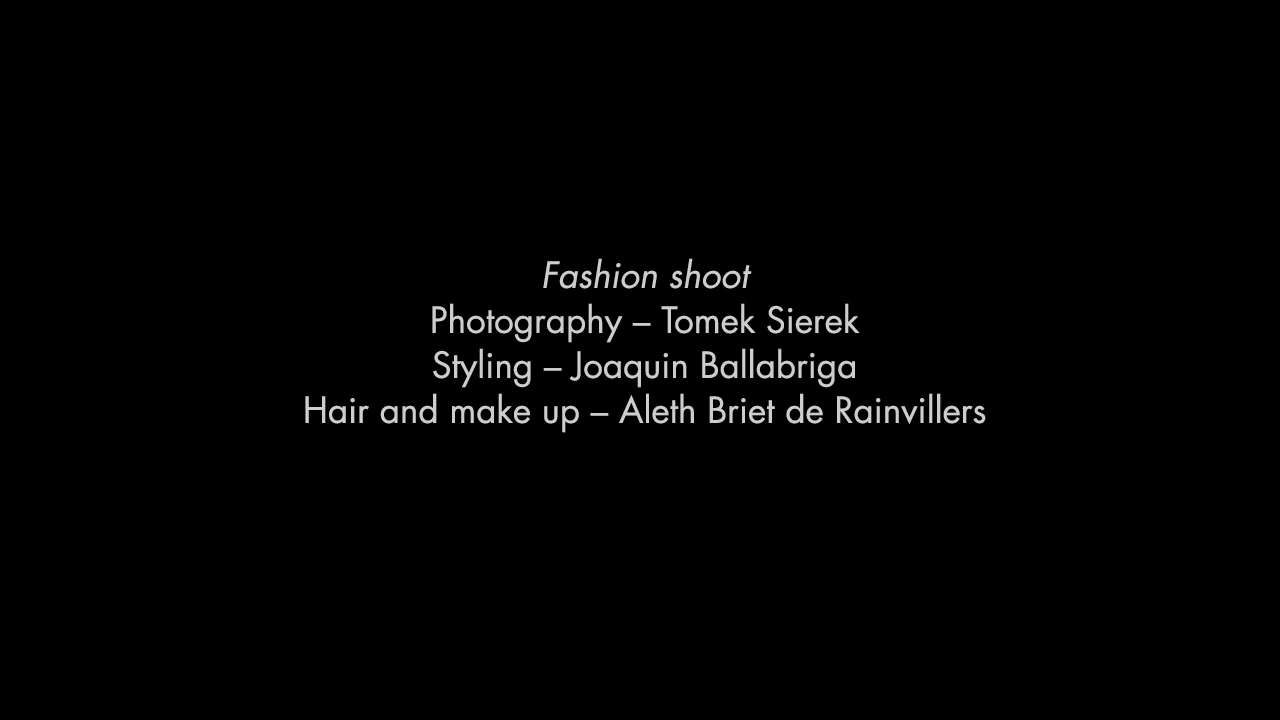 Fashion shoot
Photography – Tomek Sierek
Styling – Joaquin Ballabriga
Hair and make up – Aleth Briet de Rainvillers